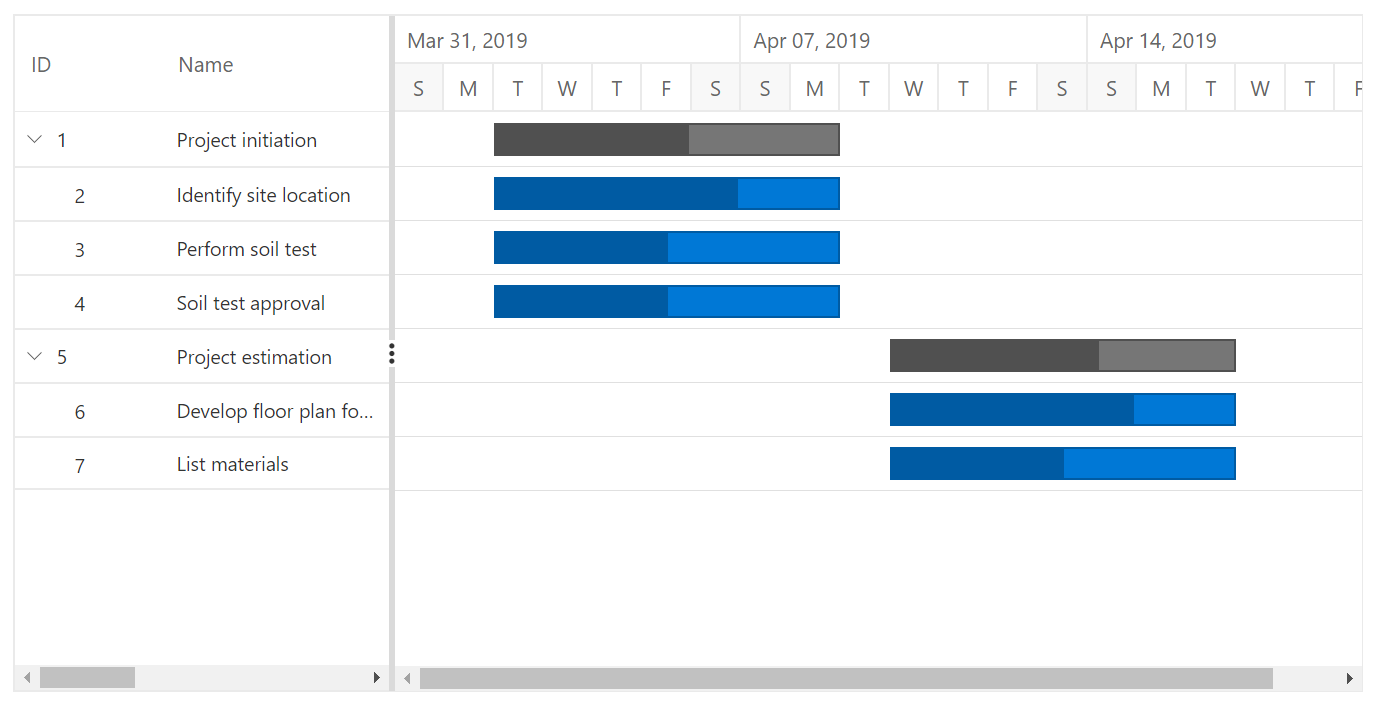 ID Name
Mar 31, 2019 Apr 07, 2019 Apr 14, 2019
S M T W T F S S M T W T F S S M T W T F
1 Project initiation
2 Identify site location
3 Perform soil test
4 Soil test approval
5 Project estimation
6 Develop floor plan fo...
7 List materials